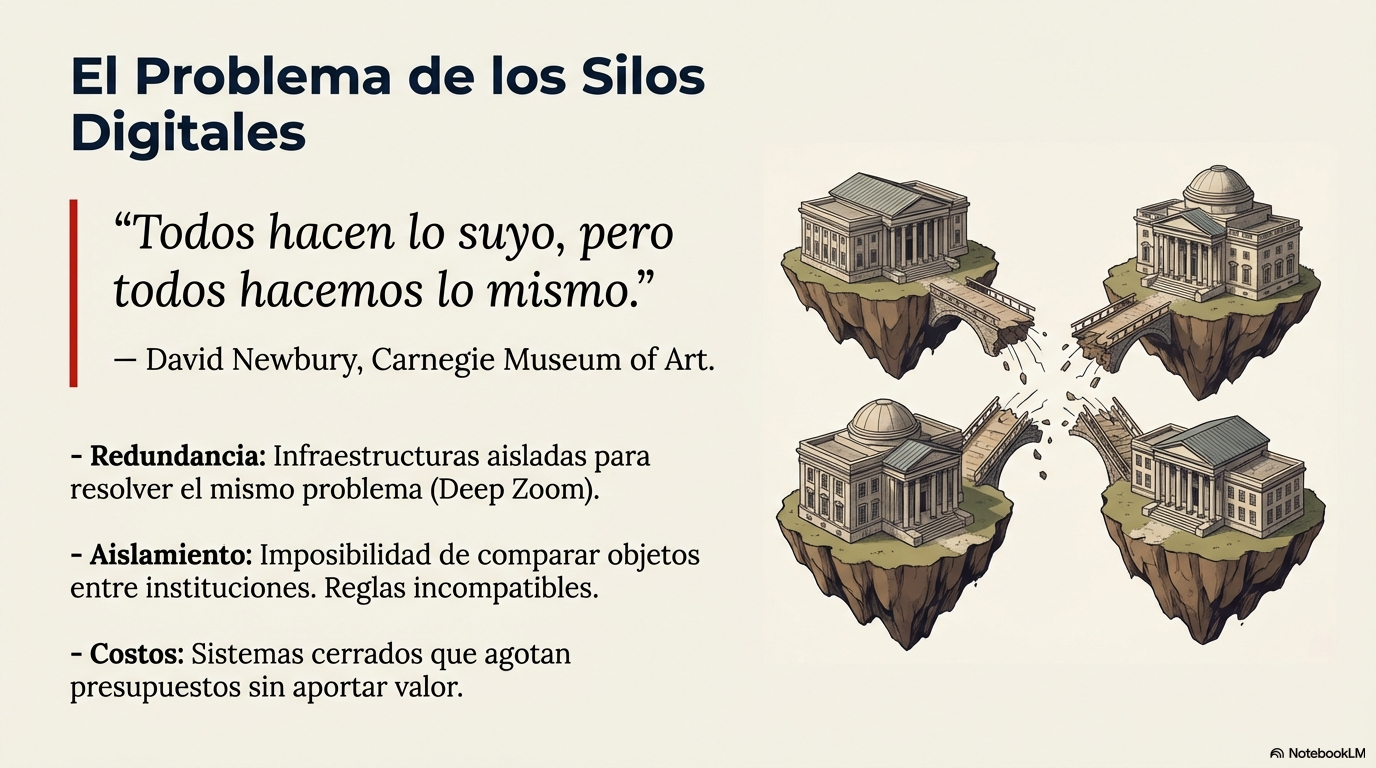 El Problema de los Silos
Digitales
“Todos hacen lo suyo, pero
todos hacemos lo mismo.”
— David Newbury, Carnegie Museum of Art.
- Redundancia: Infraestructuras aisladas para
resolver el mismo problema (Deep Zoom).
- Aislamiento: Imposibilidad de comparar objetos
entre instituciones. Reglas incompatibles.
- Costos: Sistemas cerrados que agotan
presupuestos sin aportar valor.
NotebookLM